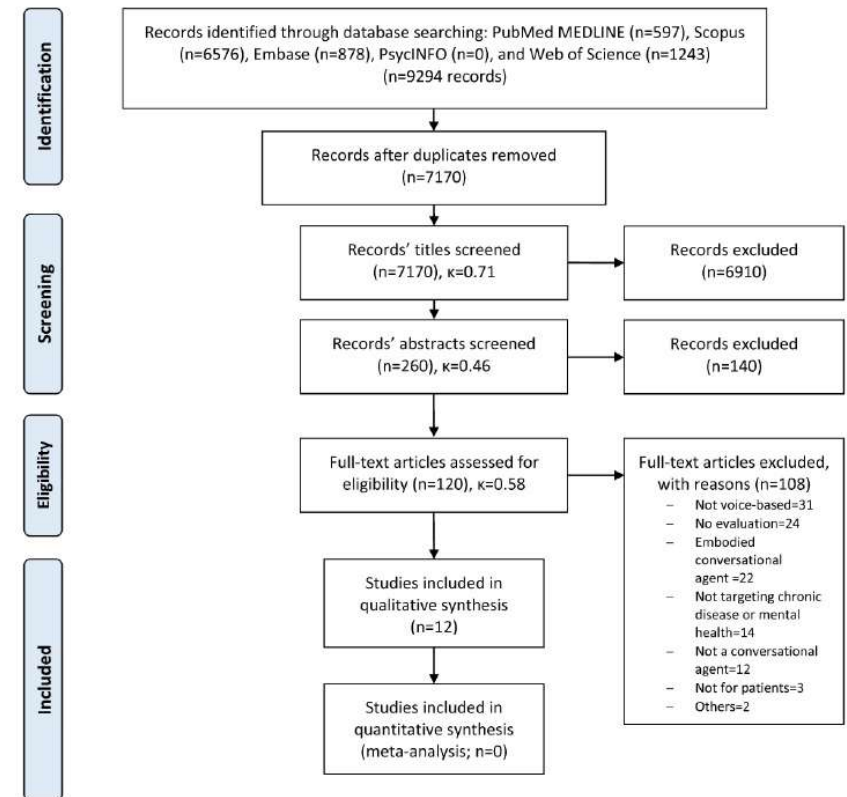 Identification
Records identified through database searching: PubMed MEDLINE (n=597), Scopus
(n=6576), Embase (n=878), PsycINFO (n=0), and Web of Science (n=1243)
(n=9294 records)
Records after duplicates removed
(n=7170)
Screening
Records' titles screened
(n=7170), κ=0.71
Records excluded
(n=6910)
Records' abstracts screened
(n=260), κ=0.46
Records excluded
(n=140)
Eligibility
Full-text articles assessed for
eligibility (n=120), κ=0.58
Full-text articles excluded,
with reasons (n=108)
– Not voice-based=31
– No evaluation=24
– Embodied
conversational
agent =22
– Not targeting chronic
disease or mental
health=14
– Not a conversational
agent=12
– Not for patients=3
– Others=2
Included
Studies included in
qualitative synthesis
(n=12)
Studies included in
quantitative synthesis
(meta-analysis; n=0)